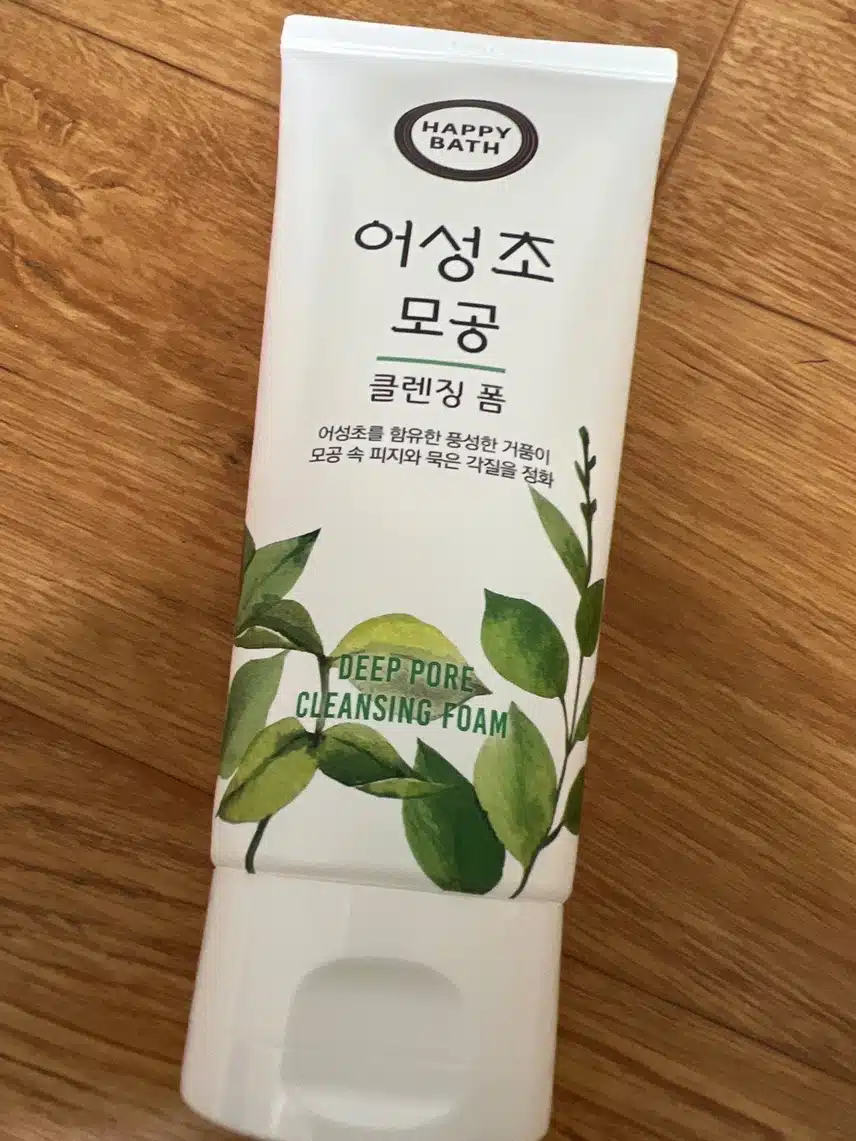 HAPPY
BATH
어성초
모공
클렌징 폼
어성초를 함유한 풍성한 거품이
모공 속 피지와 묵은 각질을 정화
DEEP PORE
CLEANSING FOAM